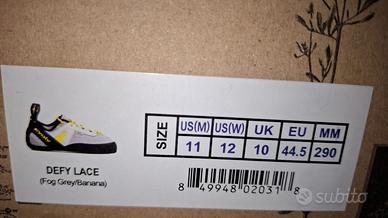 SIZE
US(M) US(W) UK EU MM
11 12 10 44.5 290
DEFY LACE
(Fog Grey/Banana)
8 49948 02031 8
subito